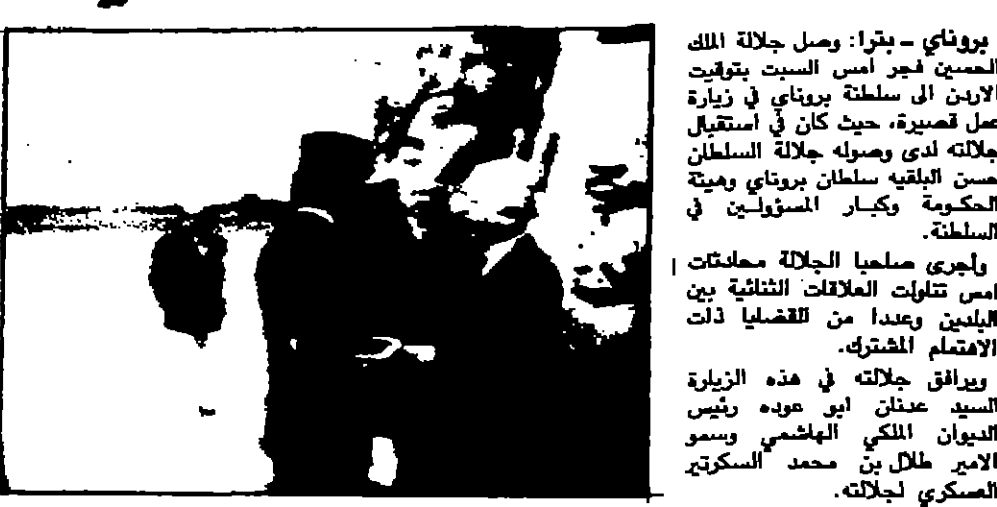 بروناي ـ بترا: وصل جلالة الملك
الحسين فجر امس السبت بتوقيت
الاردن الى سلطنة بروناي في زيارة
عمل قصيرة، حيث كان في استقبال
جلالته لدى وصوله جلالة السلطان
حسن البلقيه سلطان بروناي وهيئة
الحكومة وكبار المسؤولين في
السلطنة.
وأجرى صاحبا الجلالة محادثات
امس تناولت العلاقات الثنائية بين
البلدين وعددا من القضايا ذات
الاهتمام المشترك.
ويرافق جلالته في هذه الزيارة
السيد عدنان ابو عوده رئيس
الديوان الملكي الهاشمي وسمو
الامير طلال بن محمد السكرتير
العسكري لجلالته.